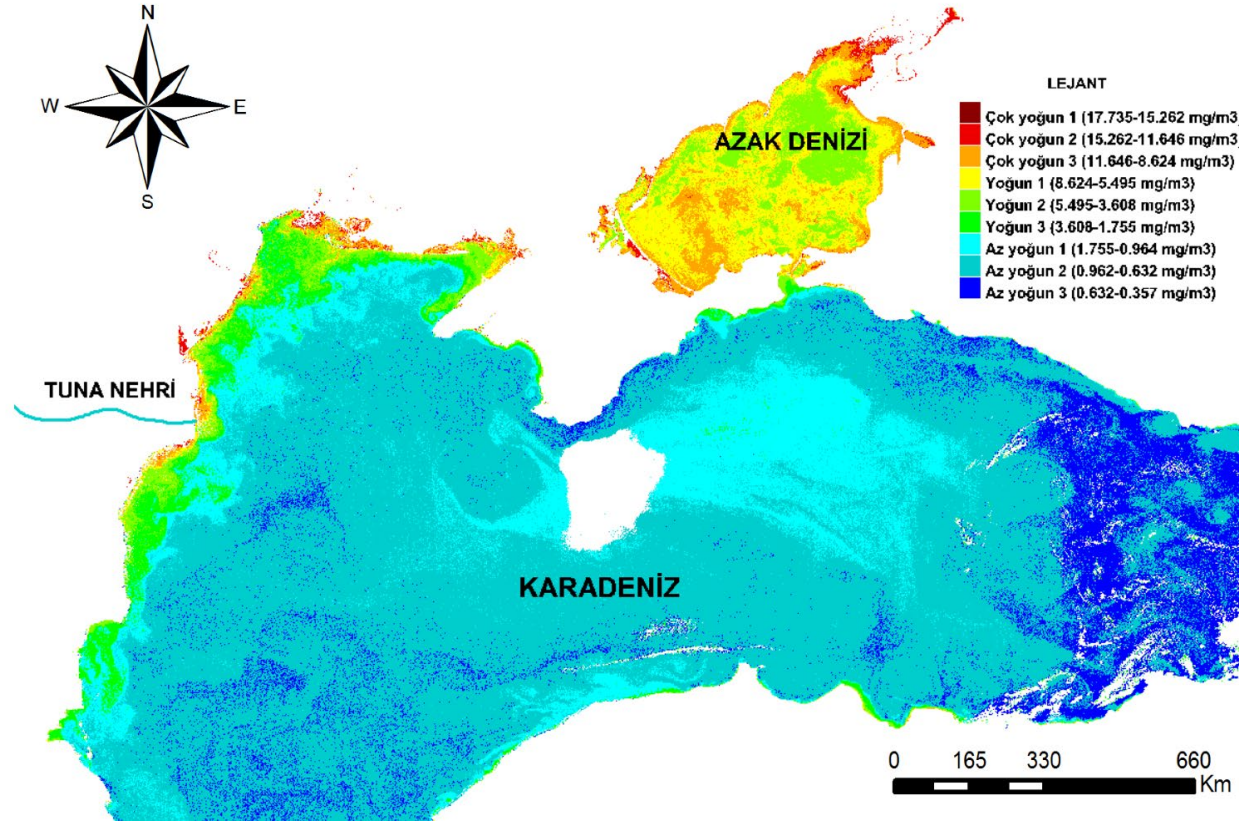 N
W E
S
LEJANT
Çok yoğun 1 (17.735-15.262 mg/m3)
Çok yoğun 2 (15.262-11.646 mg/m3)
Çok yoğun 3 (11.646-8.624 mg/m3)
Yoğun 1 (8.624-5.495 mg/m3)
Yoğun 2 (5.495-3.608 mg/m3)
Yoğun 3 (3.608-1.755 mg/m3)
Az yoğun 1 (1.755-0.964 mg/m3)
Az yoğun 2 (0.962-0.632 mg/m3)
Az yoğun 3 (0.632-0.357 mg/m3)
AZAK DENİZİ
TUNA NEHRİ
KARADENİZ
0 165 330 660
Km